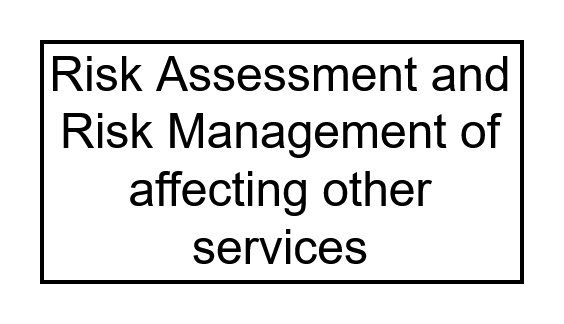 Risk Assessment and
Risk Management of
affecting other
services